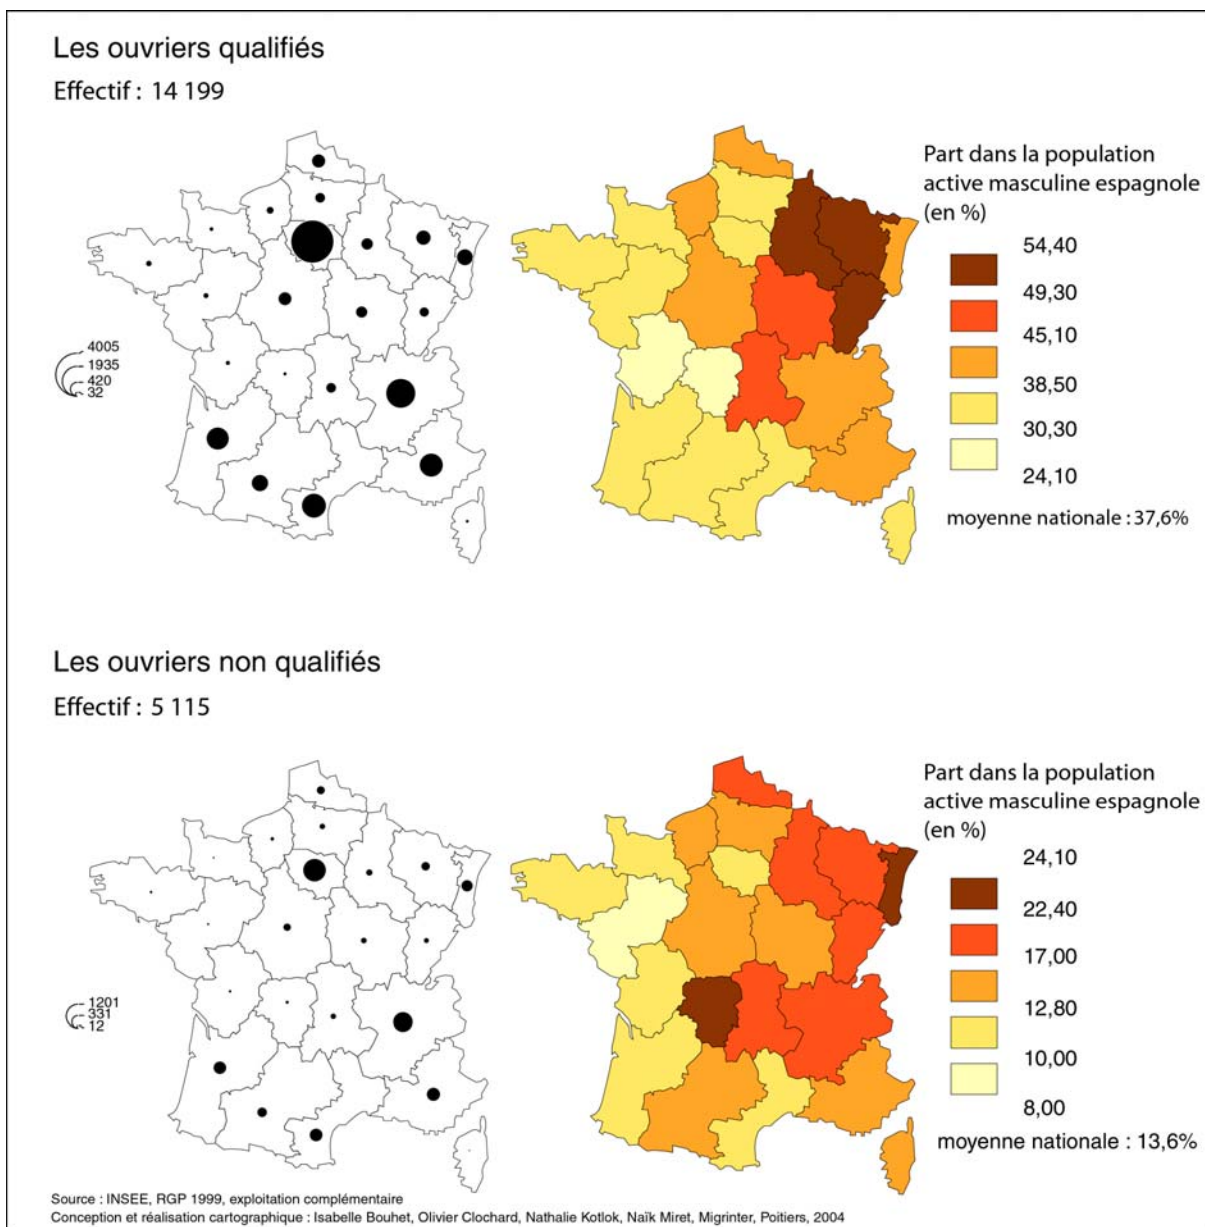 Les ouvriers qualifiés
Effectif : 14 199
Part dans la population
active masculine espagnole
(en %)
54,40
49,30
45,10
38,50
30,30
24,10
moyenne nationale : 37,6%
4005
1935
420
32
Les ouvriers non qualifiés
Effectif : 5 115
Part dans la population
active masculine espagnole
(en %)
24,10
22,40
17,00
12,80
10,00
8,00
moyenne nationale : 13,6%
1201
331
12
Source : INSEE, RGP 1999, exploitation complémentaire
Conception et réalisation cartographique : Isabelle Bouhet, Olivier Clochard, Nathalie Kotlok, Naïk Miret, Migrinter, Poitiers, 2004